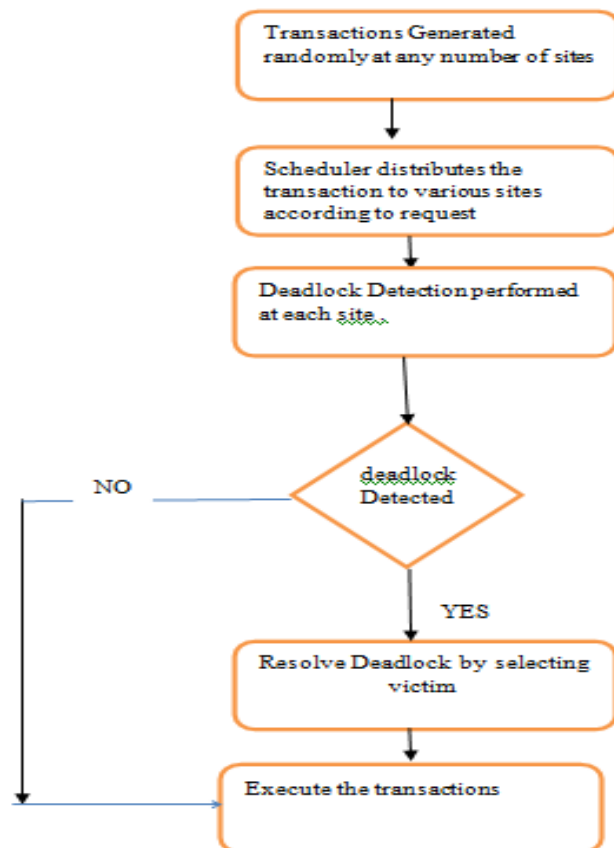 Transactions Generated
randomly at any number of sites
Scheduler distributes the
transaction to various sites
according to request
Deadlock Detection performed
at each site .
deadlock
Detected
NO
YES
Resolve Deadlock by selecting
victim
Execute the transactions